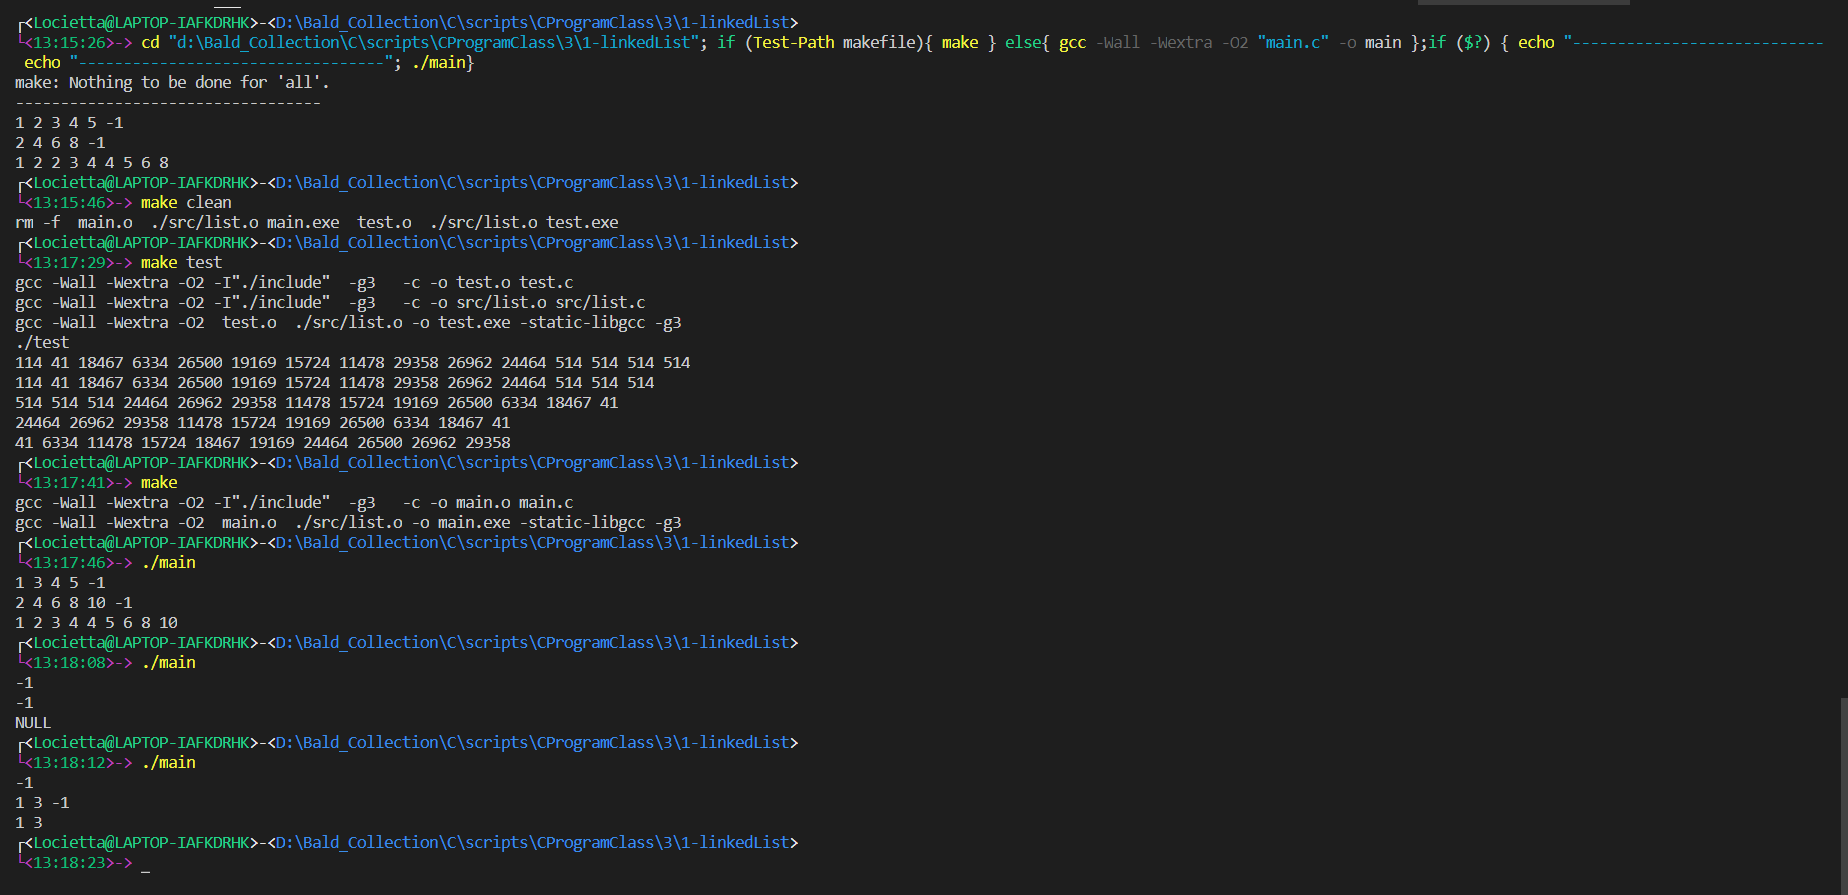 ┌<Locietta@LAPTOP-IAFKDRHK>-<D:\Bald_Collection\C\scripts\CProgramClass\3\1-linkedList>
└<13:15:26>-> cd "d:\Bald_Collection\C\scripts\CProgramClass\3\1-linkedList"; if (Test-Path makefile){ make } else{ gcc -Wall -Wextra -O2 "main.c" -o main };if ($?) { echo "----------------------------
echo "----------------------------------"; ./main}
make: Nothing to be done for 'all'.
----------------------------------
1 2 3 4 5 -1
2 4 6 8 -1
1 2 2 3 4 4 5 6 8
┌<Locietta@LAPTOP-IAFKDRHK>-<D:\Bald_Collection\C\scripts\CProgramClass\3\1-linkedList>
└<13:15:46>-> make clean
rm -f  main.o  ./src/list.o main.exe  test.o  ./src/list.o test.exe
┌<Locietta@LAPTOP-IAFKDRHK>-<D:\Bald_Collection\C\scripts\CProgramClass\3\1-linkedList>
└<13:17:29>-> make test
gcc -Wall -Wextra -O2 -I"./include"  -g3   -c -o test.o test.c
gcc -Wall -Wextra -O2 -I"./include"  -g3   -c -o src/list.o src/list.c
gcc -Wall -Wextra -O2  test.o  ./src/list.o -o test.exe -static-libgcc -g3
./test
114 41 18467 6334 26500 19169 15724 11478 29358 26962 24464 514 514 514 514
114 41 18467 6334 26500 19169 15724 11478 29358 26962 24464 514 514 514
514 514 514 24464 26962 29358 11478 15724 19169 26500 6334 18467 41
24464 26962 29358 11478 15724 19169 26500 6334 18467 41
41 6334 11478 15724 18467 19169 24464 26500 26962 29358
┌<Locietta@LAPTOP-IAFKDRHK>-<D:\Bald_Collection\C\scripts\CProgramClass\3\1-linkedList>
└<13:17:41>-> make
gcc -Wall -Wextra -O2 -I"./include"  -g3   -c -o main.o main.c
gcc -Wall -Wextra -O2  main.o  ./src/list.o -o main.exe -static-libgcc -g3
┌<Locietta@LAPTOP-IAFKDRHK>-<D:\Bald_Collection\C\scripts\CProgramClass\3\1-linkedList>
└<13:17:46>-> ./main
1 3 4 5 -1
2 4 6 8 10 -1
1 2 3 4 4 5 6 8 10
┌<Locietta@LAPTOP-IAFKDRHK>-<D:\Bald_Collection\C\scripts\CProgramClass\3\1-linkedList>
└<13:18:08>-> ./main
-1
-1
NULL
┌<Locietta@LAPTOP-IAFKDRHK>-<D:\Bald_Collection\C\scripts\CProgramClass\3\1-linkedList>
└<13:18:12>-> ./main
-1
1 3 -1
1 3
┌<Locietta@LAPTOP-IAFKDRHK>-<D:\Bald_Collection\C\scripts\CProgramClass\3\1-linkedList>
└<13:18:23>-> _